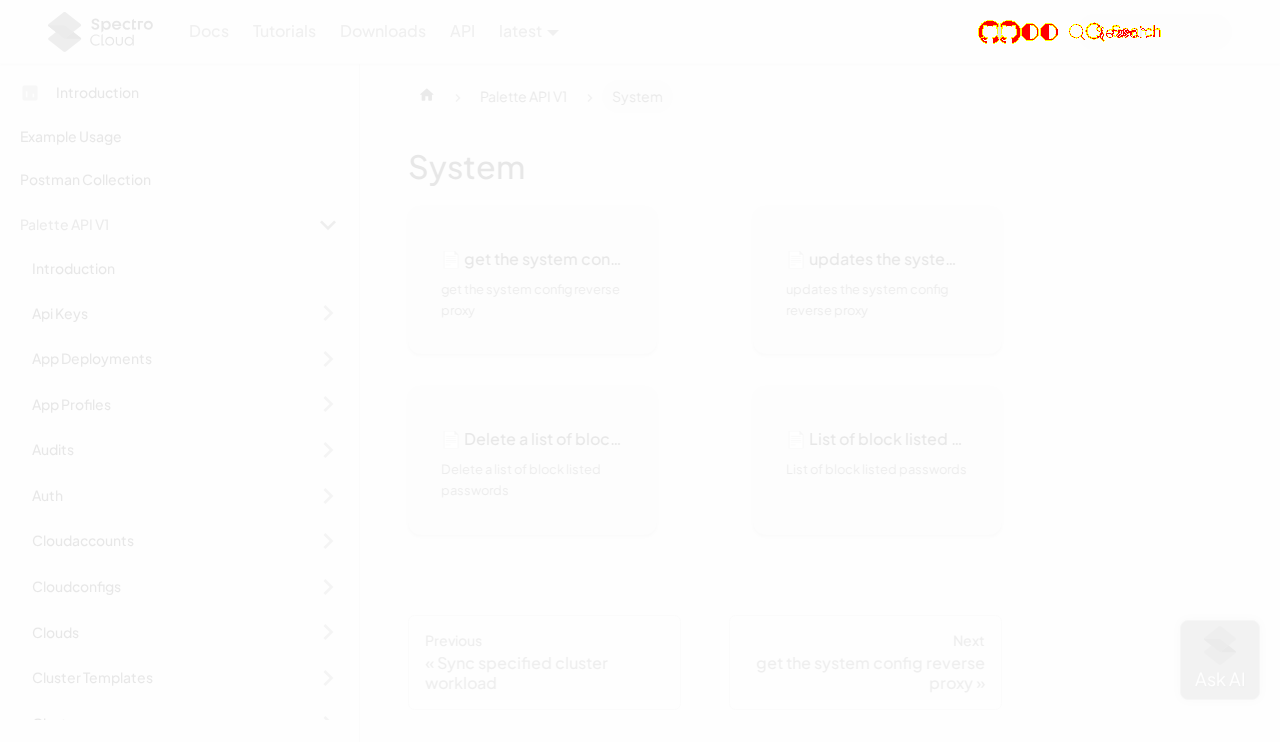 Spectro Cloud
Docs Tutorials Downloads API latest
Search
Introduction
Example Usage
Postman Collection
Palette API V1
Introduction
Api Keys
App Deployments
App Profiles
Audits
Auth
Cloudaccounts
Cloudconfigs
Clouds
Cluster Templates
Palette API V1
System
System
get the system con...
get the system config reverse
proxy
updates the syste...
updates the system config
reverse proxy
Delete a list of bloc...
Delete a list of block listed
passwords
List of block listed ...
List of block listed passwords
Previous
« Sync specified cluster
workload
Next
get the system config reverse
proxy »
Ask AI